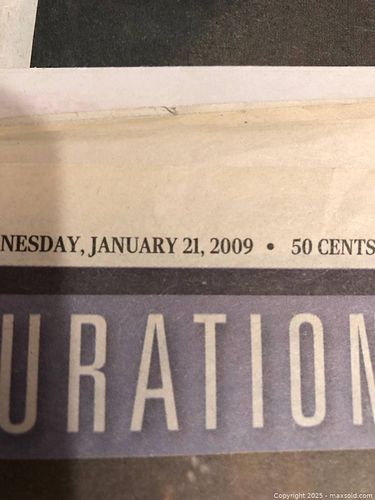 NESDAY, JANUARY 21, 2009 • 50 CENTS
URATION
Copyright 2025 - maxsold.com